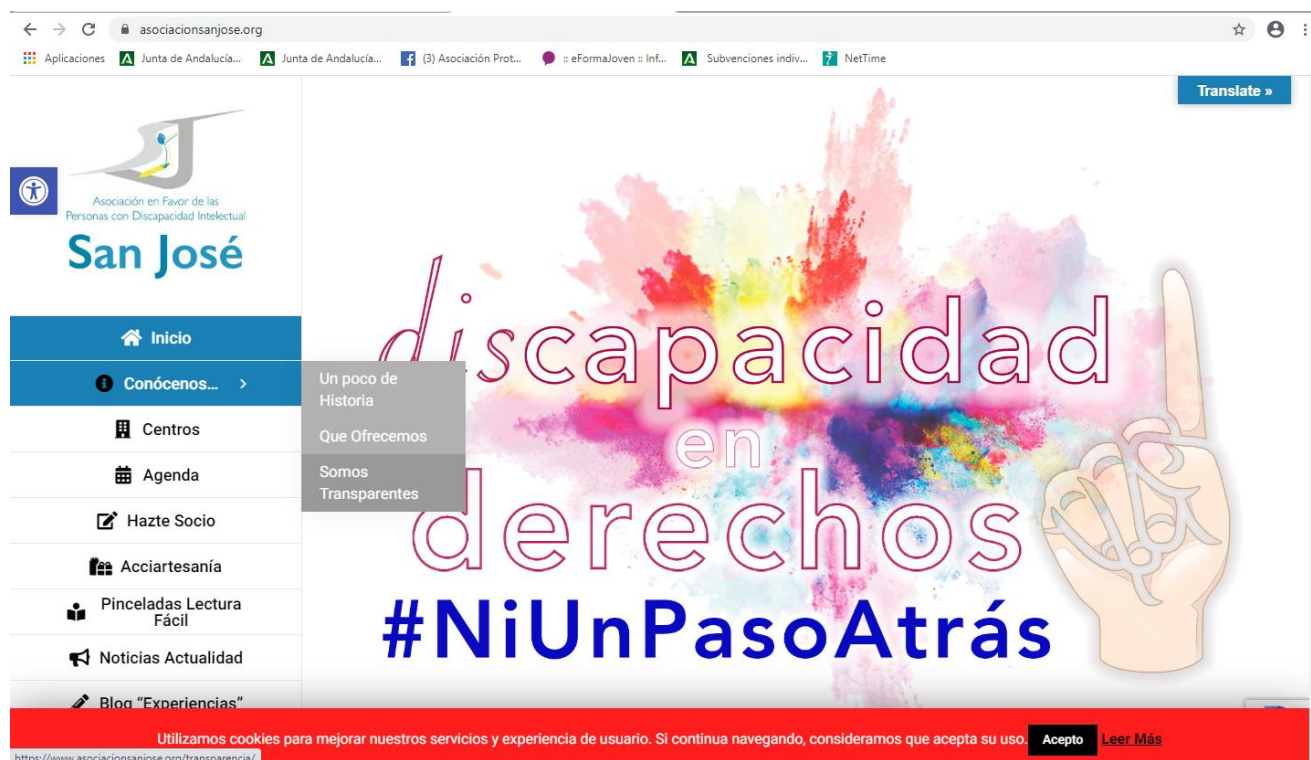 asociacionsanjose.org
Aplicaciones Junta de Andalucía... Junta de Andalucía... (3) Asociación Prot... :: eFormaJoven :: Inf... Subvenciones indiv... NetTime
Translate »
Asociación en Favor de las
Personas con Discapacidad Intelectual
San José
Inicio
Conócenos... >
Un poco de
Historia
Que Ofrecemos
Somos
Transparentes
Centros
Agenda
Hazte Socio
Acciartesanía
Pinceladas Lectura
Fácil
Noticias Actualidad
Blog "Experiencias"
discapacidad
en
derechos
#NiUnPasoAtrás
Utilizamos cookies para mejorar nuestros servicios y experiencia de usuario. Si continua navegando, consideramos que acepta su uso. Acepto Leer Más
https://www.asociacionsanjose.org/transparencia/